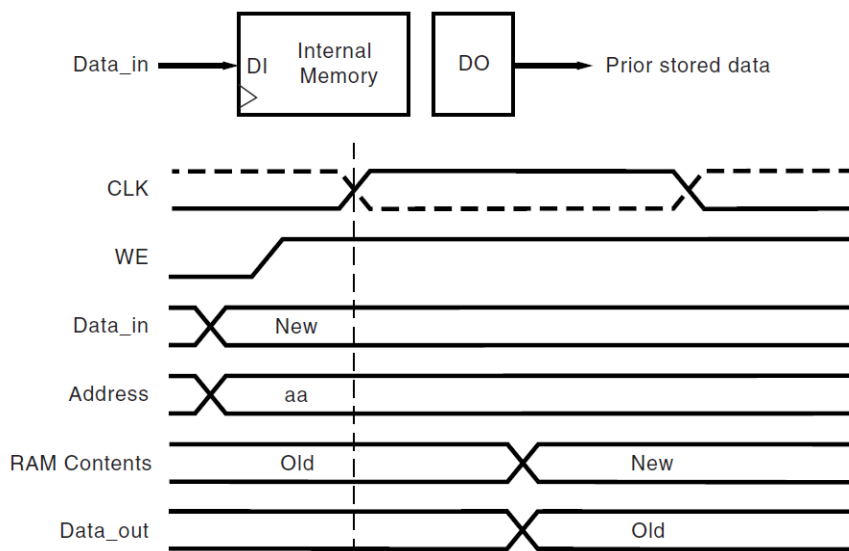 Data_in
DI
Internal
Memory
DO
Prior stored data
CLK
WE
Data_in
New
Address
aa
RAM Contents
Old
New
Data_out
Old